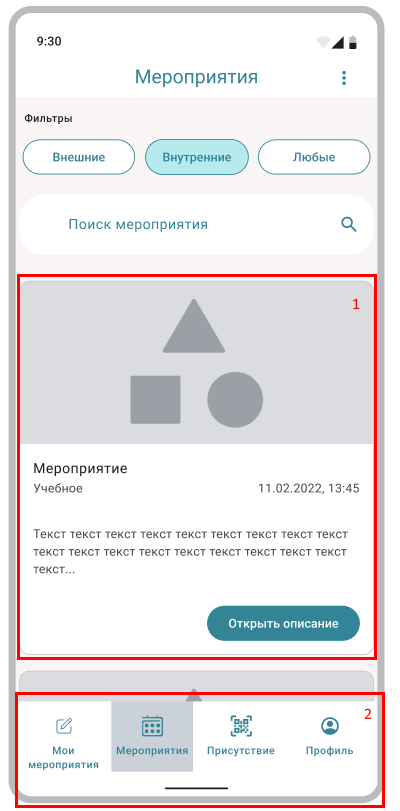 9:30
Мероприятия
Фильтры
Внешние Внутренние Любые
Поиск мероприятия
1
Мероприятие
Учебное 11.02.2022, 13:45
Текст текст текст текст текст текст текст текст текст
текст текст текст текст текст текст текст текст текст
текст...
Открыть описание
2
Мои мероприятия Мероприятия Присутствие Профиль